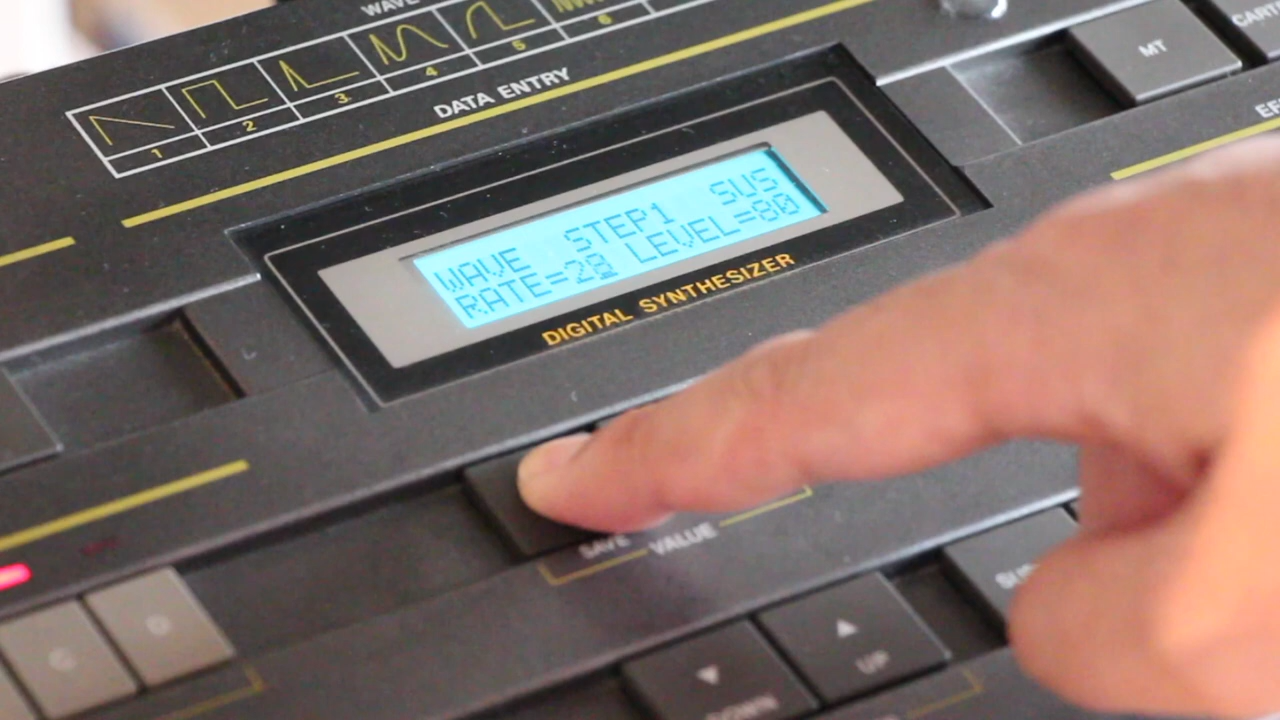 WAVE
1 2 3 4 5 6
DATA ENTRY
MT
WAVE STEP1 SUS
RATE=28 LEVEL=80
DIGITAL SYNTHESIZER
SAVE
VALUE
C D
UP
DOWN